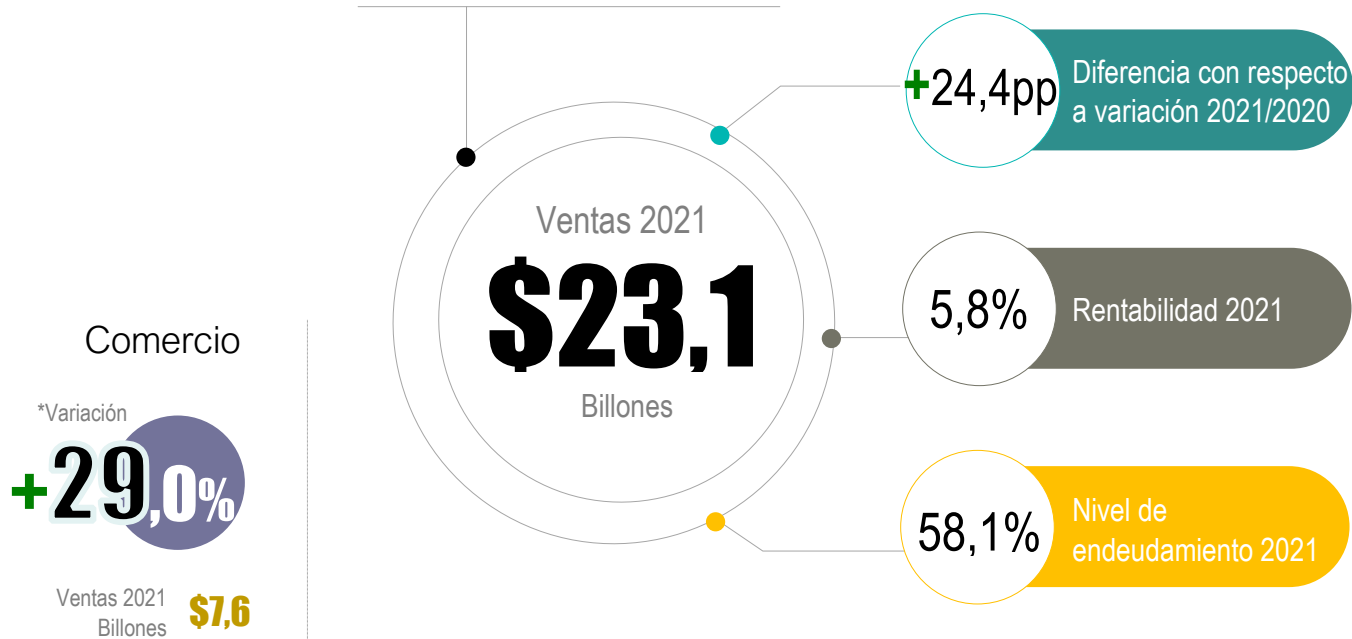 +24,4pp
Diferencia con respecto
a variación 2021/2020
Ventas 2021
$23,1
Billones
5,8%
Rentabilidad 2021
58,1%
Nivel de
endeudamiento 2021
Comercio
*Variación
+29,0%
Ventas 2021
Billones
$7,6